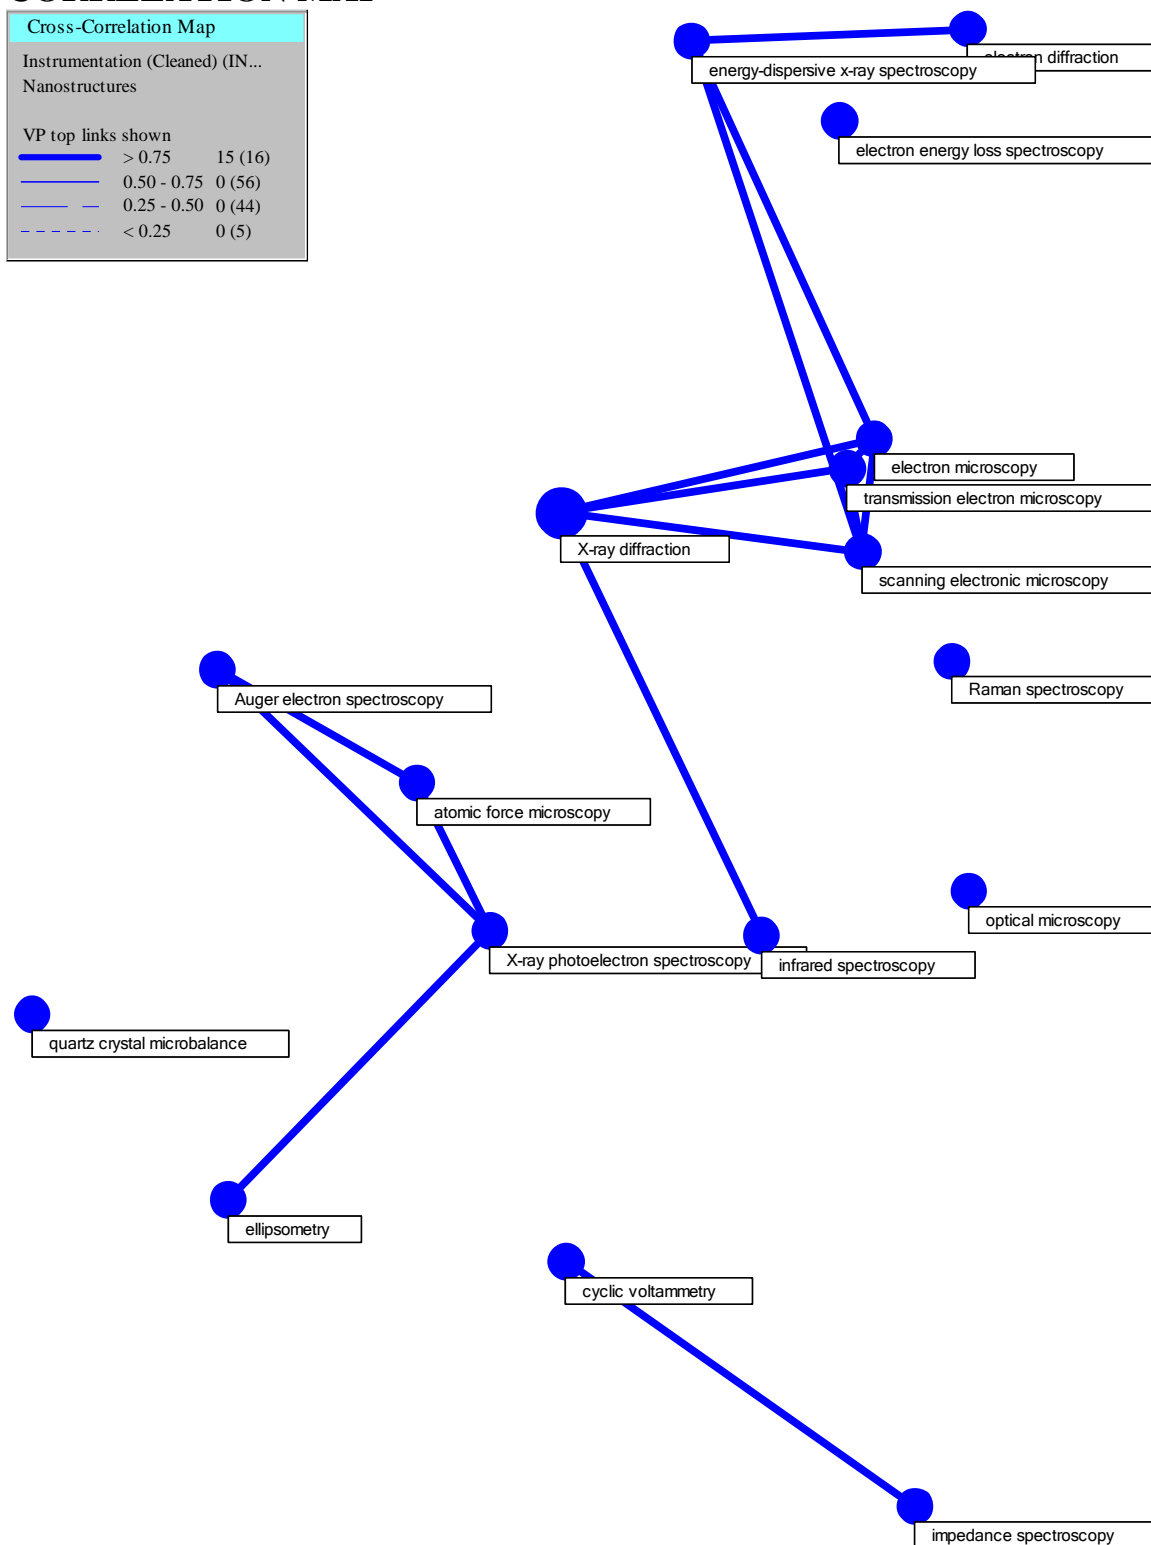 CORRELATION MAP
Cross-Correlation Map
Instrumentation (Cleaned) (IN...
Nanostructures
VP top links shown
> 0.75 15 (16)
0.50 - 0.75 0 (56)
0.25 - 0.50 0 (44)
< 0.25 0 (5)
electron diffraction
energy-dispersive x-ray spectroscopy
electron energy loss spectroscopy
electron microscopy
transmission electron microscopy
X-ray diffraction
scanning electronic microscopy
Raman spectroscopy
Auger electron spectroscopy
atomic force microscopy
optical microscopy
X-ray photoelectron spectroscopy
infrared spectroscopy
quartz crystal microbalance
ellipsometry
cyclic voltammetry
impedance spectroscopy